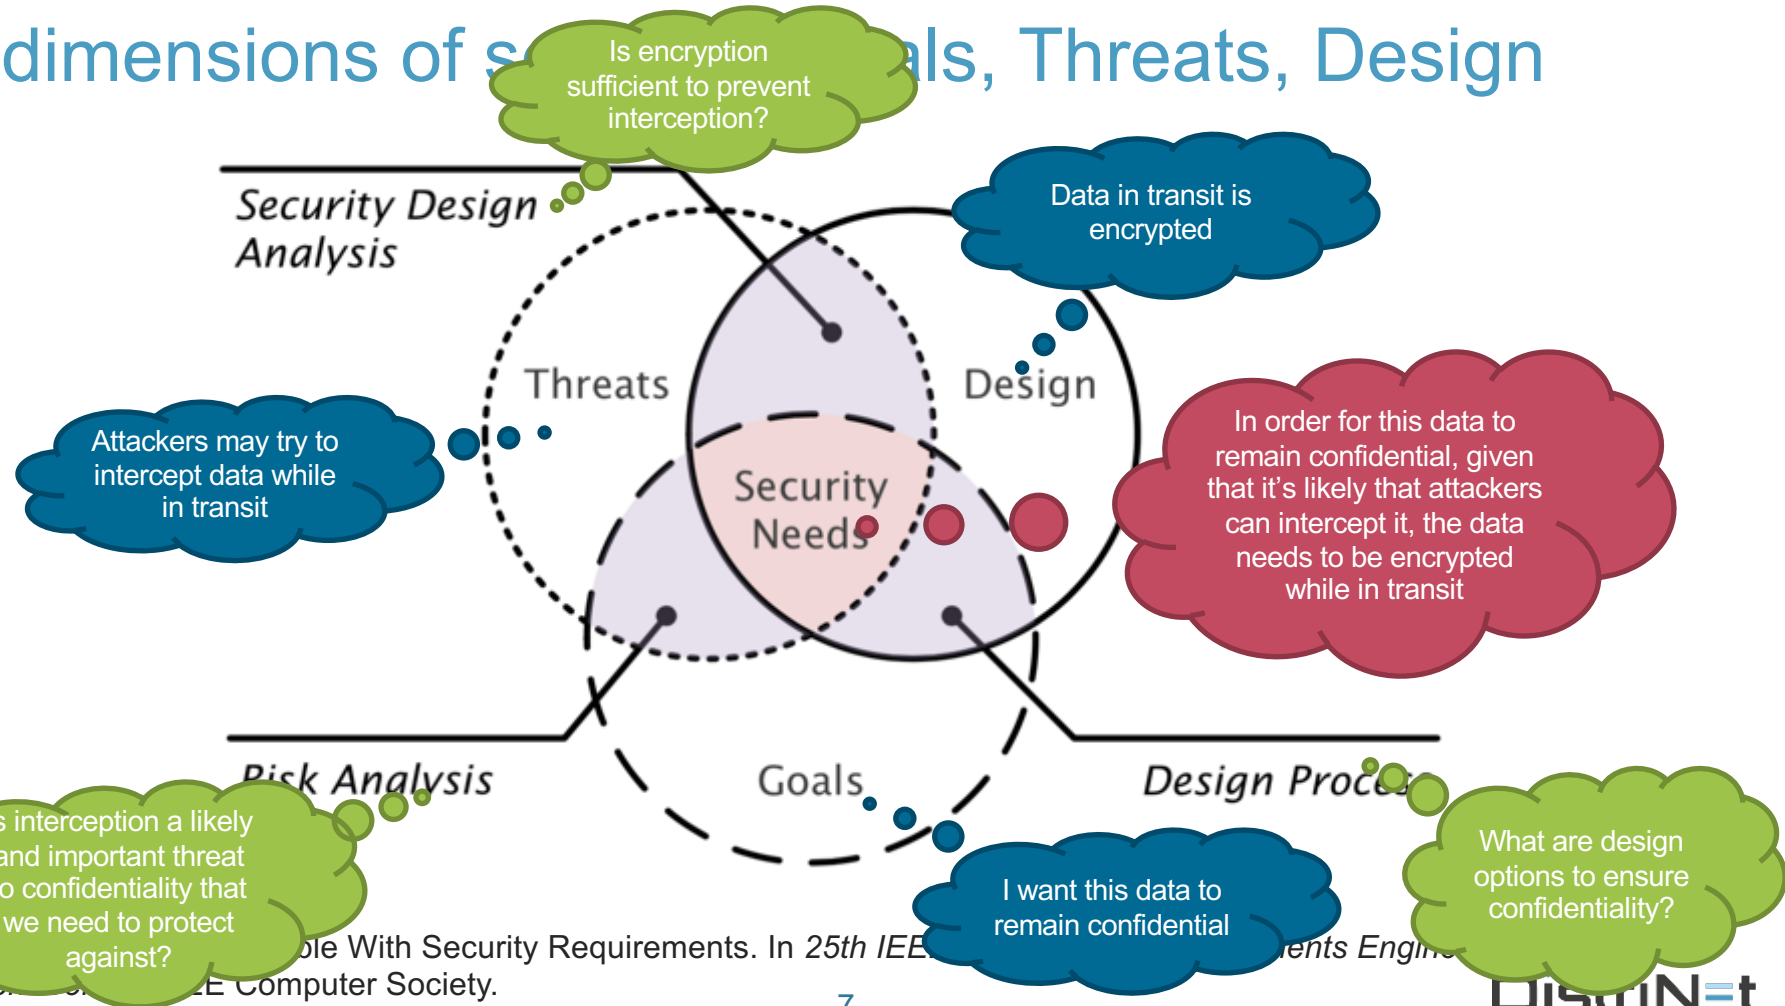 dimensions of als, Threats, Design
Is encryption
sufficient to prevent
interception?
Security Design
Analysis
Data in transit is
encrypted
Threats
Design
Attackers may try to
intercept data while
in transit
In order for this data to
remain confidential, given
that it’s likely that attackers
can intercept it, the data
needs to be encrypted
while in transit
Security
Needs
Risk Analysis
Goals
Design Process
s interception a likely
and important threat
o confidentiality that
we need to protect
against?
I want this data to
remain confidential
What are design
options to ensure
confidentiality?
ble With Security Requirements. In 25th IEE ents Engine
E Computer Society.
7
DistriNet